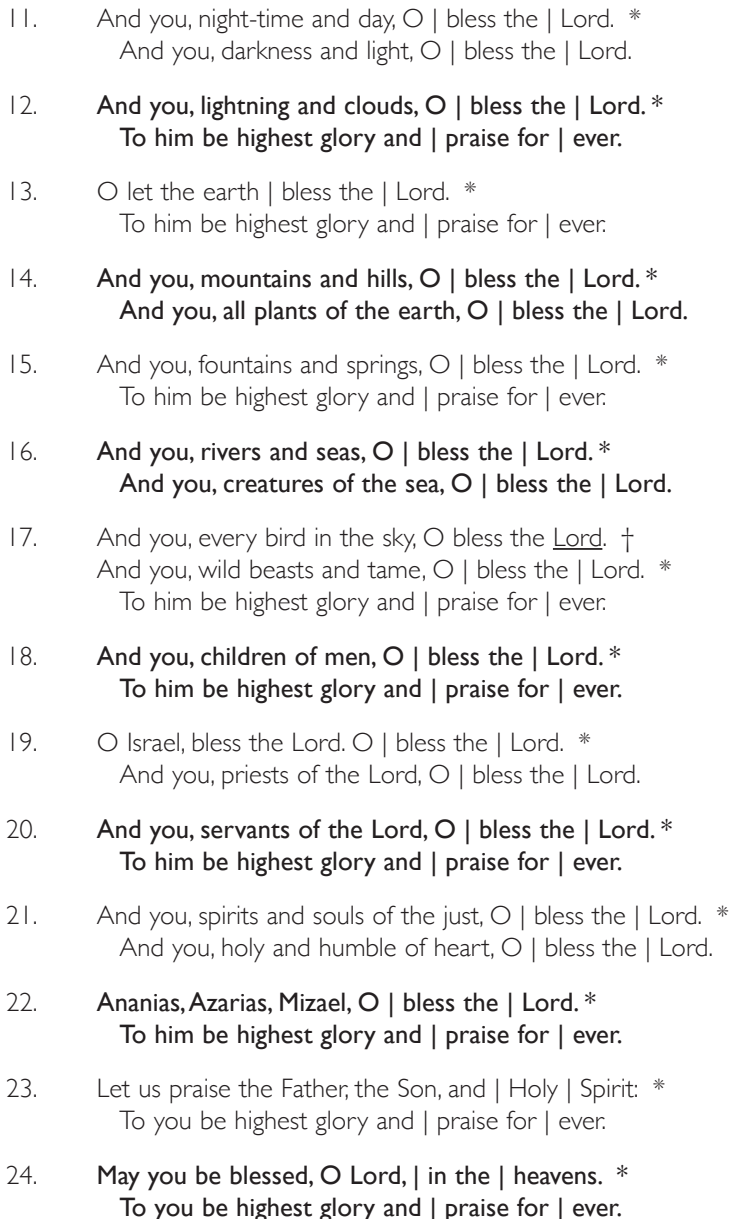 11. And you, night-time and day, O | bless the | Lord. *
And you, darkness and light, O | bless the | Lord.
12. And you, lightning and clouds, O | bless the | Lord. *
To him be highest glory and | praise for | ever.
13. O let the earth | bless the | Lord. *
To him be highest glory and | praise for | ever.
14. And you, mountains and hills, O | bless the | Lord. *
And you, all plants of the earth, O | bless the | Lord.
15. And you, fountains and springs, O | bless the | Lord. *
To him be highest glory and | praise for | ever.
16. And you, rivers and seas, O | bless the | Lord. *
And you, creatures of the sea, O | bless the | Lord.
17. And you, every bird in the sky, O bless the Lord. †
And you, wild beasts and tame, O | bless the | Lord. *
To him be highest glory and | praise for | ever.
18. And you, children of men, O | bless the | Lord. *
To him be highest glory and | praise for | ever.
19. O Israel, bless the Lord. O | bless the | Lord. *
And you, priests of the Lord, O | bless the | Lord.
20. And you, servants of the Lord, O | bless the | Lord. *
To him be highest glory and | praise for | ever.
21. And you, spirits and souls of the just, O | bless the | Lord. *
And you, holy and humble of heart, O | bless the | Lord.
22. Ananias, Azarias, Mizael, O | bless the | Lord. *
To him be highest glory and | praise for | ever.
23. Let us praise the Father, the Son, and | Holy | Spirit: *
To you be highest glory and | praise for | ever.
24. May you be blessed, O Lord, | in the | heavens. *
To you be highest glory and | praise for | ever.